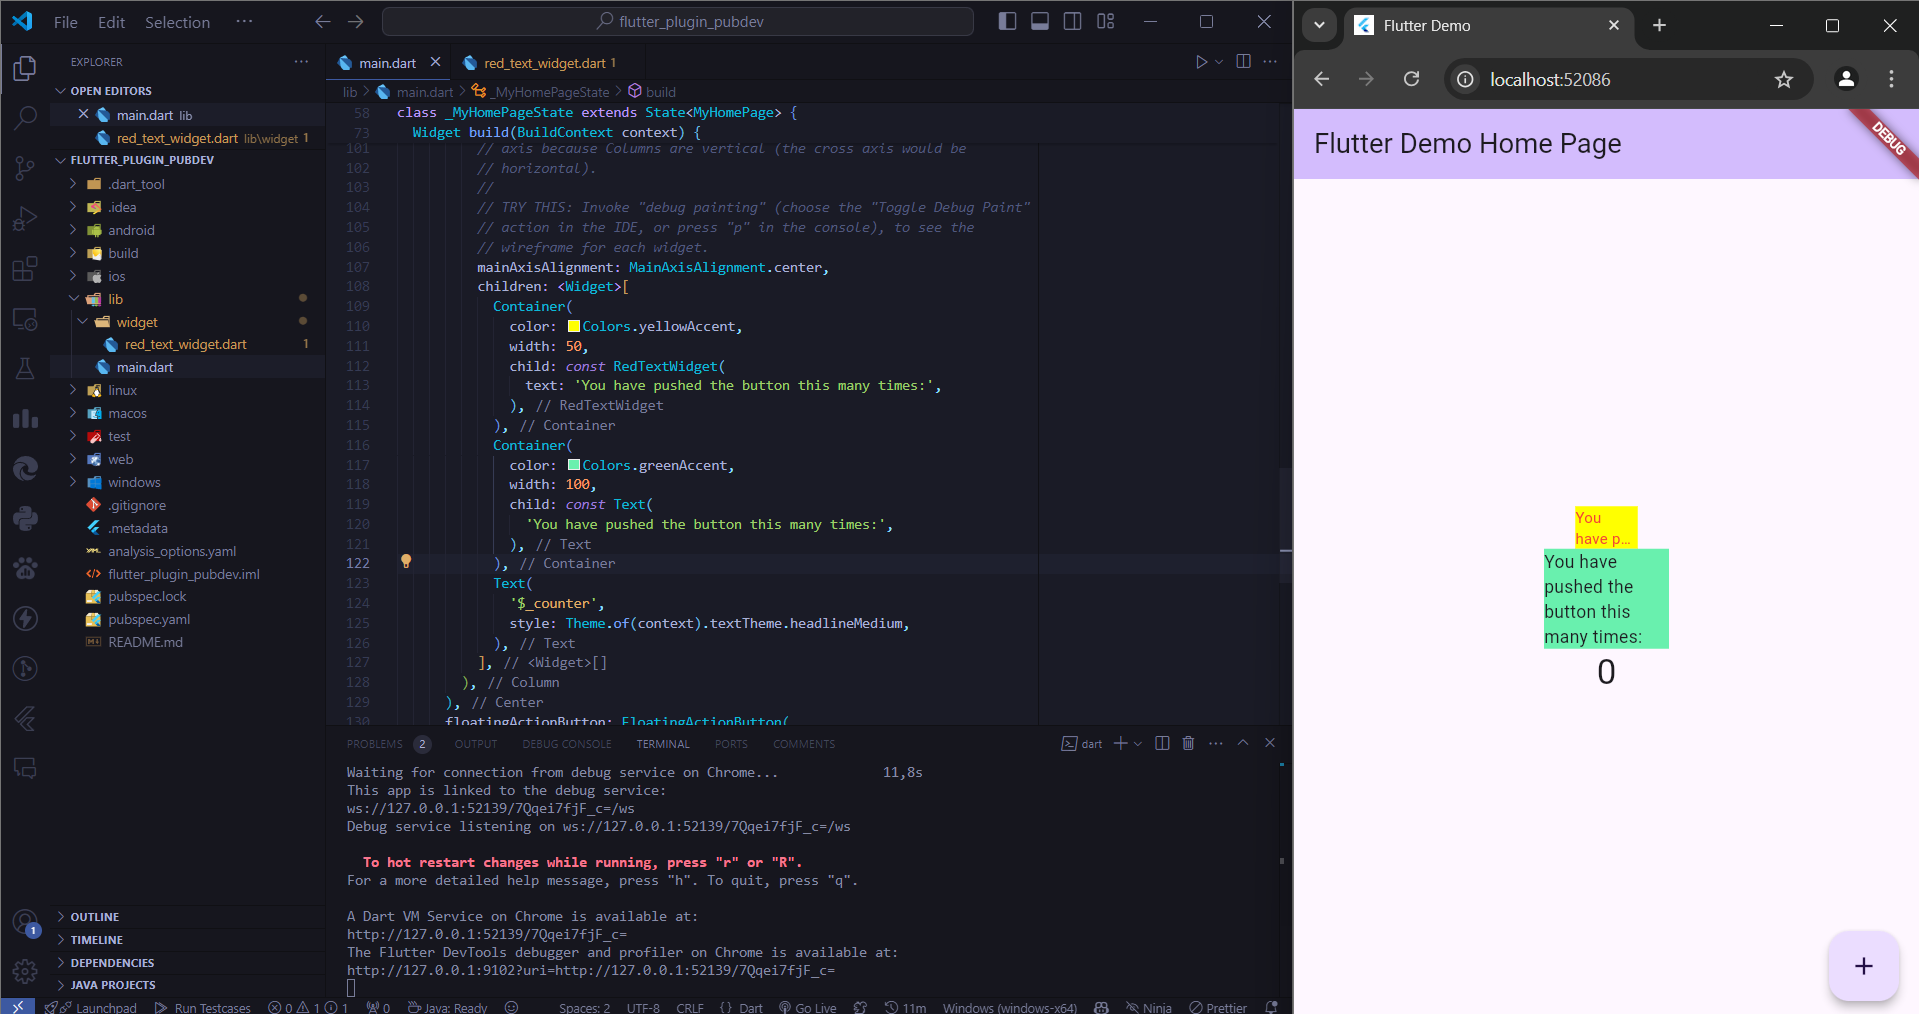 File Edit Selection ···
flutter_plugin_pubdev
EXPLORER
OPEN EDITORS
main.dart lib
red_text_widget.dart lib\widget 1
FLUTTER_PLUGIN_PUBDEV
.dart_tool
.idea
android
build
ios
lib
widget
red_text_widget.dart 1
main.dart
linux
macos
test
web
windows
.gitignore
.metadata
analysis_options.yaml
flutter_plugin_pubdev.iml
pubspec.lock
pubspec.yaml
README.md
OUTLINE
TIMELINE
DEPENDENCIES
JAVA PROJECTS
1
main.dart
red_text_widget.dart 1
lib > main.dart > _MyHomePageState > build
58 class _MyHomePageState extends State<MyHomePage> {
73 Widget build(BuildContext context) {
101 // axis because Columns are vertical (the cross axis would be
102 // horizontal).
103 //
104 // TRY THIS: Invoke "debug painting" (choose the "Toggle Debug Paint"
105 // action in the IDE, or press "p" in the console), to see the
106 // wireframe for each widget.
107 mainAxisAlignment: MainAxisAlignment.center,
108 children: <Widget>[
109 Container(
110 color: Colors.yellowAccent,
111 width: 50,
112 child: const RedTextWidget(
113 text: 'You have pushed the button this many times:',
114 ), // RedTextWidget
115 ), // Container
116 Container(
117 color: Colors.greenAccent,
118 width: 100,
119 child: const Text(
120 'You have pushed the button this many times:',
121 ), // Text
122 ), // Container
123 Text(
124 '$_counter',
125 style: Theme.of(context).textTheme.headlineMedium,
126 ), // Text
127 ], // <Widget>[]
128 ), // Column
129 ), // Center
130 floatingActionButton: FloatingActionButton(
PROBLEMS 2 OUTPUT DEBUG CONSOLE TERMINAL PORTS COMMENTS
dart
Waiting for connection from debug service on Chrome... 11,8s
This app is linked to the debug service:
ws://127.0.0.1:52139/7Qqei7fjF_c=/ws
Debug service listening on ws://127.0.0.1:52139/7Qqei7fjF_c=/ws
To hot restart changes while running, press "r" or "R".
For a more detailed help message, press "h". To quit, press "q".
A Dart VM Service on Chrome is available at:
http://127.0.0.1:52139/7Qqei7fjF_c=
The Flutter DevTools debugger and profiler on Chrome is available at:
http://127.0.0.1:9102?uri=http://127.0.0.1:52139/7Qqei7fjF_c=
Launchpad Run Testcases 0 1 1 0 Java: Ready Spaces: 2 UTF-8 CRLF { } Dart Go Live 11m Windows (windows-x64) Ninja Prettier
Flutter Demo
localhost:52086
Flutter Demo Home Page
DEBUG
You
have p...
You have
pushed the
button this
many times:
0